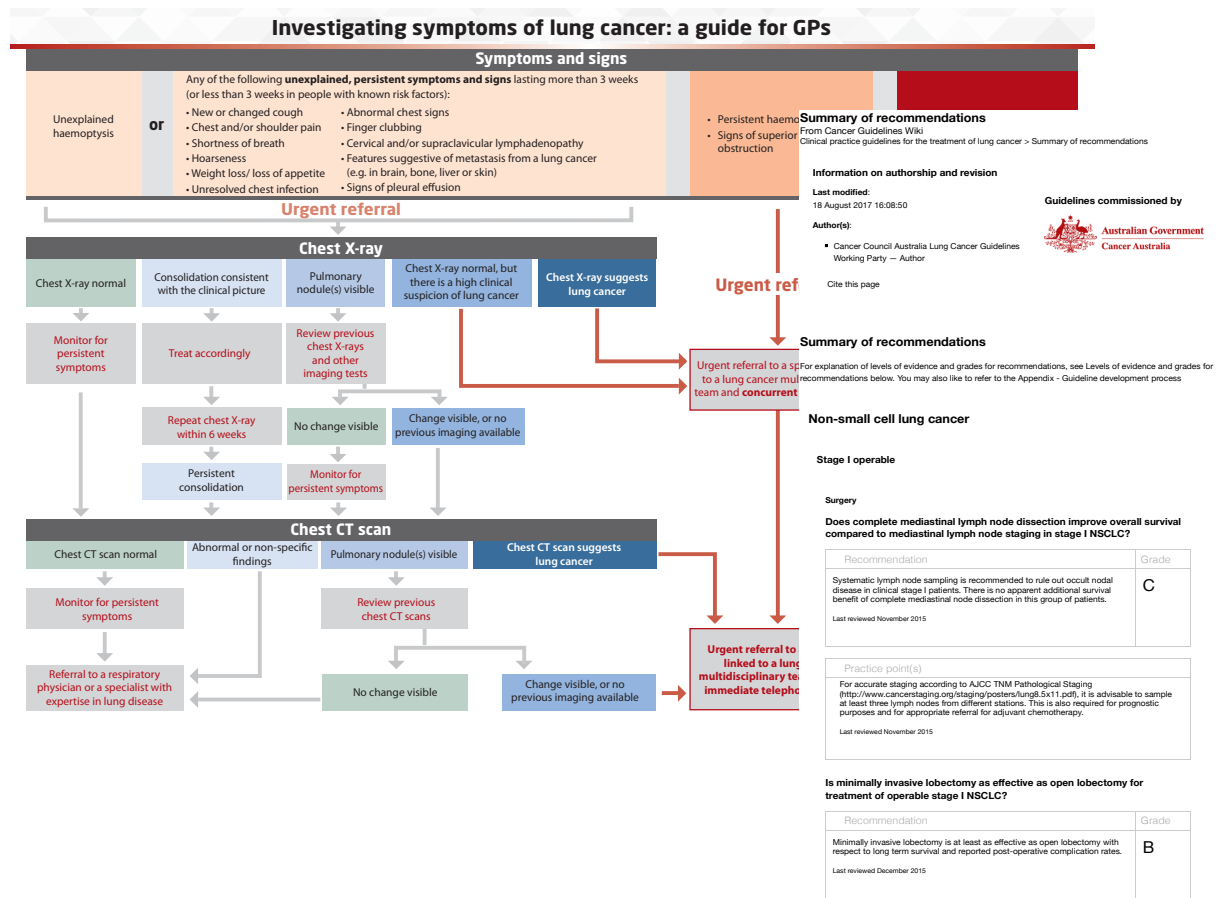 Investigating symptoms of lung cancer: a guide for GPs
Symptoms and signs
Unexplained
haemoptysis
or
Any of the following unexplained, persistent symptoms and signs lasting more than 3 weeks
(or less than 3 weeks in people with known risk factors):
• New or changed cough
• Chest and/or shoulder pain
• Shortness of breath
• Hoarseness
• Weight loss/ loss of appetite
• Unresolved chest infection
• Abnormal chest signs
• Finger clubbing
• Cervical and/or supraclavicular lymphadenopathy
• Features suggestive of metastasis from a lung cancer
(e.g. in brain, bone, liver or skin)
• Signs of pleural effusion
• Persistent haemo
• Signs of superior
obstruction
Urgent referral
Urgent ref
Chest X-ray
Chest X-ray normal
Consolidation consistent
with the clinical picture
Pulmonary
nodule(s) visible
Chest X-ray normal, but
there is a high clinical
suspicion of lung cancer
Chest X-ray suggests
lung cancer
Monitor for
persistent
symptoms
Treat accordingly
Review previous
chest X-rays
and other
imaging tests
Urgent referral to a sp
to a lung cancer mul
team and concurrent
Repeat chest X-ray
within 6 weeks
No change visible
Change visible, or no
previous imaging available
Persistent
consolidation
Monitor for
persistent symptoms
Chest CT scan
Chest CT scan normal
Abnormal or non-specific
findings
Pulmonary nodule(s) visible
Chest CT scan suggests
lung cancer
Monitor for persistent
symptoms
Review previous
chest CT scans
Referral to a respiratory
physician or a specialist with
expertise in lung disease
No change visible
Change visible, or no
previous imaging available
Urgent referral to
linked to a lung
multidisciplinary tea
immediate telepho
Summary of recommendations
From Cancer Guidelines Wiki
Clinical practice guidelines for the treatment of lung cancer > Summary of recommendations
Information on authorship and revision
Last modified:
18 August 2017 16:08:50
Author(s):
▪ Cancer Council Australia Lung Cancer Guidelines
Working Party — Author
Cite this page
Guidelines commissioned by
Australian Government
Cancer Australia
Summary of recommendations
For explanation of levels of evidence and grades for recommendations, see Levels of evidence and grades for
recommendations below. You may also like to refer to the Appendix - Guideline development process
Non-small cell lung cancer
Stage I operable
Surgery
Does complete mediastinal lymph node dissection improve overall survival
compared to mediastinal lymph node staging in stage I NSCLC?
Recommendation Grade
Systematic lymph node sampling is recommended to rule out occult nodal
disease in clinical stage I patients. There is no apparent additional survival
benefit of complete mediastinal node dissection in this group of patients.
C
Last reviewed November 2015
Practice point(s)
For accurate staging according to AJCC TNM Pathological Staging
(http://www.cancerstaging.org/staging/posters/lung8.5x11.pdf), it is advisable to sample
at least three lymph nodes from different stations. This is also required for prognostic
purposes and for appropriate referral for adjuvant chemotherapy.
Last reviewed November 2015
Is minimally invasive lobectomy as effective as open lobectomy for
treatment of operable stage I NSCLC?
Recommendation Grade
Minimally invasive lobectomy is at least as effective as open lobectomy with
respect to long term survival and reported post-operative complication rates.
B
Last reviewed December 2015